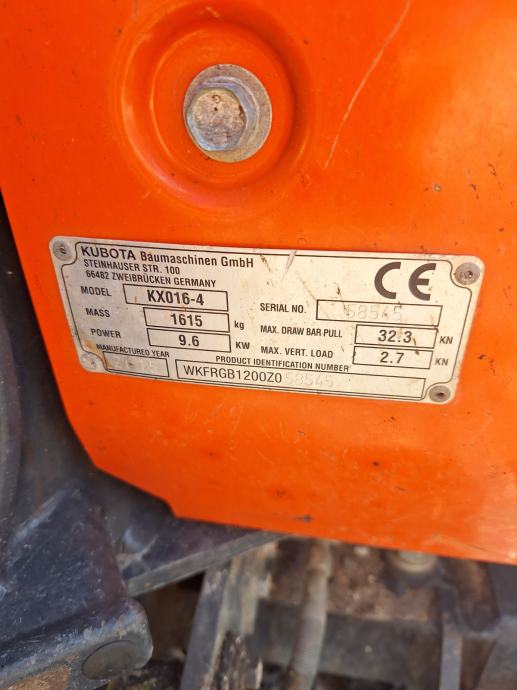 KUBOTA Baumaschinen GmbH
STEINHAUSER STR. 100
66482 ZWEIBRÜCKEN GERMANY
CE
MODEL KX016-4
SERIAL NO. 58545
MASS 1615 kg
MAX. DRAW BAR PULL 32.3 KN
POWER 9.6 KW
MAX. VERT. LOAD 2.7 KN
MANUFACTURED YEAR
PRODUCT IDENTIFICATION NUMBER
WKFRGB1200Z058545